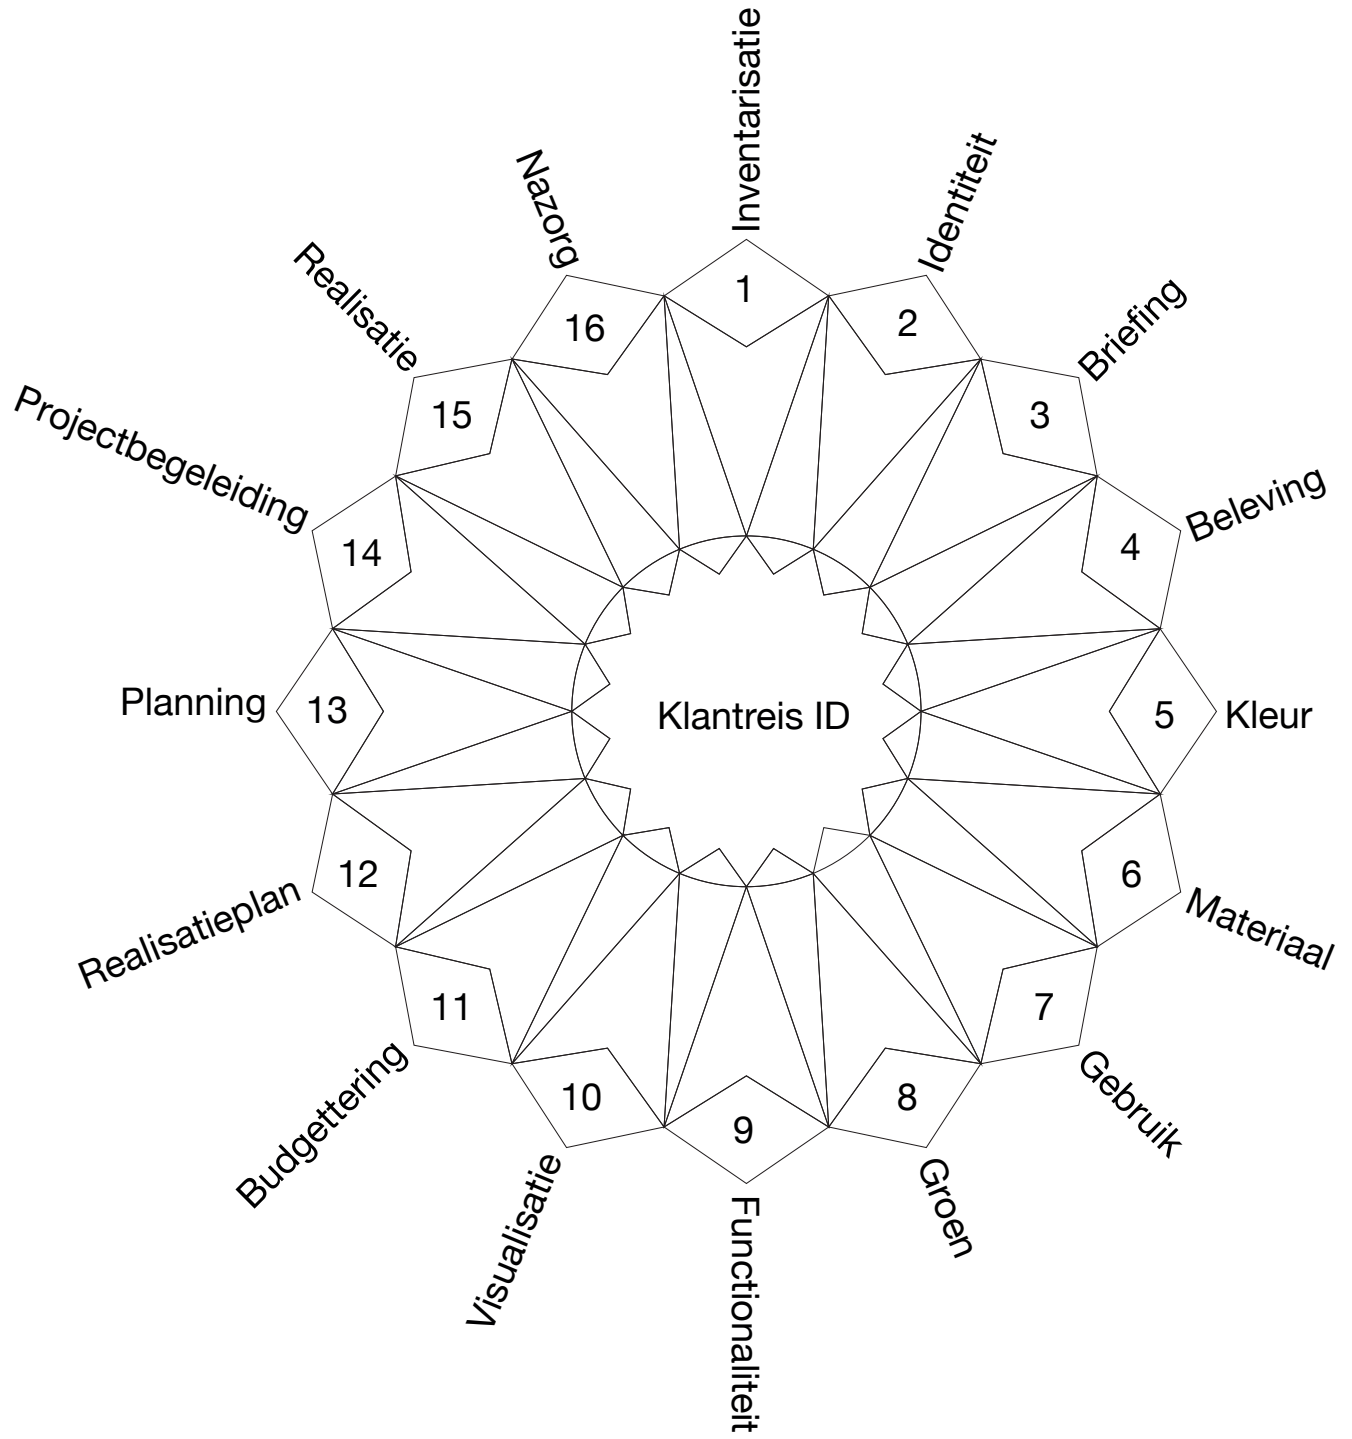 Inventarisatie
1
Identiteit
2
Briefing
3
Beleving
4
Kleur
5
Materiaal
6
Gebruik
7
Groen
8
Functionaliteit
9
Visualisatie
10
Budgettering
11
Realisatieplan
12
Planning
13
Projectbegeleiding
14
Realisatie
15
Nazorg
16
Klantreis ID